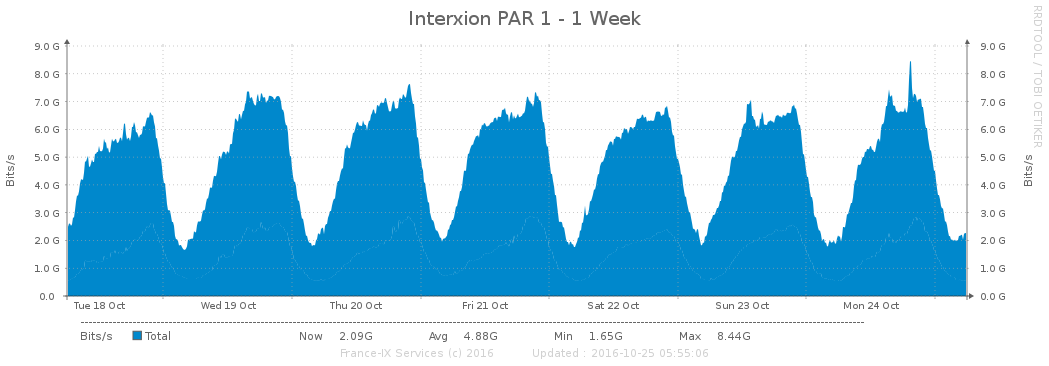 Interxion PAR 1 - 1 Week
RRDTOOL / TOBI OETIKER
Bits/s
9.0 G 9.0 G
8.0 G 8.0 G
7.0 G 7.0 G
6.0 G 6.0 G
5.0 G 5.0 G
4.0 G 4.0 G
3.0 G 3.0 G
2.0 G 2.0 G
1.0 G 1.0 G
0.0 0.0 G
Bits/s
Tue 18 Oct Wed 19 Oct Thu 20 Oct Fri 21 Oct Sat 22 Oct Sun 23 Oct Mon 24 Oct
Bits/s Total Now 2.09G Avg 4.88G Min 1.65G Max 8.44G
France-IX Services (c) 2016 Updated : 2016-10-25 05:55:06